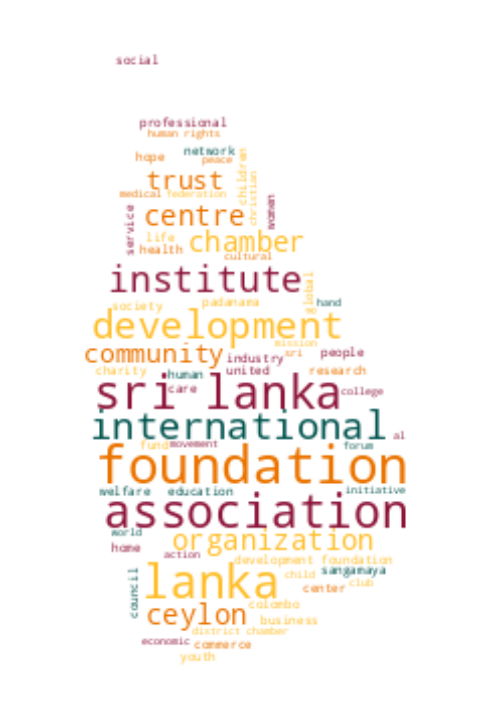 social
professional
human rights
network
hope
peace
children
trust
christian
medical federation
women
centre
service
life
chamber
health
cultural
institute
global
padanama
hand
society
development
mission
community
sri
people
industry
charity
human
united
research
sri lanka
care
college
international
al
fund
movement
forum
foundation
welfare
education
initiative
association
world
organization
home
action
development foundation
sangamaya
child
council
lanka
club
center
colombo
ceylon
business
district chamber
economic
commerce
youth